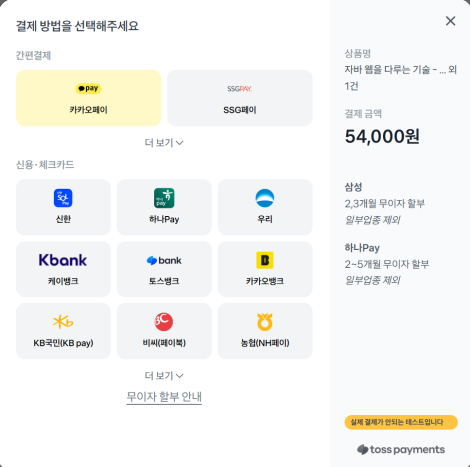 결제 방법을 선택해주세요
간편결제
pay
카카오페이
SSGPAY.
SSG페이
더 보기
신용·체크카드
신한
SOL
Pay
하나Pay
하나
pay
우리
Kbank
케이뱅크
bank
토스뱅크
B
카카오뱅크
KB국민(KB pay)
비씨(페이북)
농협(NH페이)
더 보기
무이자 할부 안내
상품명
자바 웹을 다루는 기술 - ... 외
1건
결제 금액
54,000원
삼성
2,3개월 무이자 할부
일부업종 제외
하나Pay
2~5개월 무이자 할부
일부업종 제외
실제 결제가 안되는 테스트입니다
toss payments